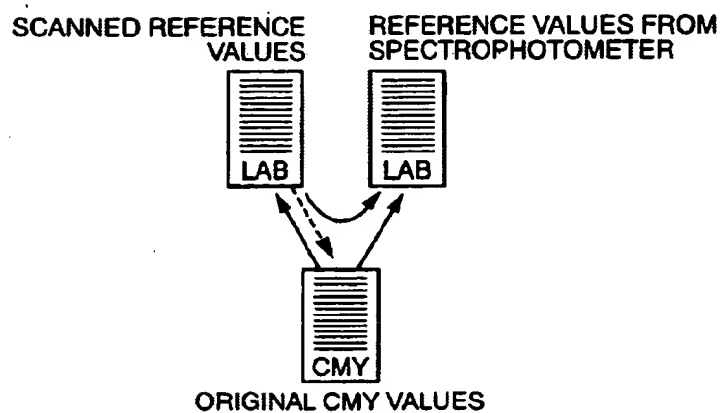 SCANNED REFERENCE
VALUES
REFERENCE VALUES FROM
SPECTROPHOTOMETER
LAB
LAB
CMY
ORIGINAL CMY VALUES